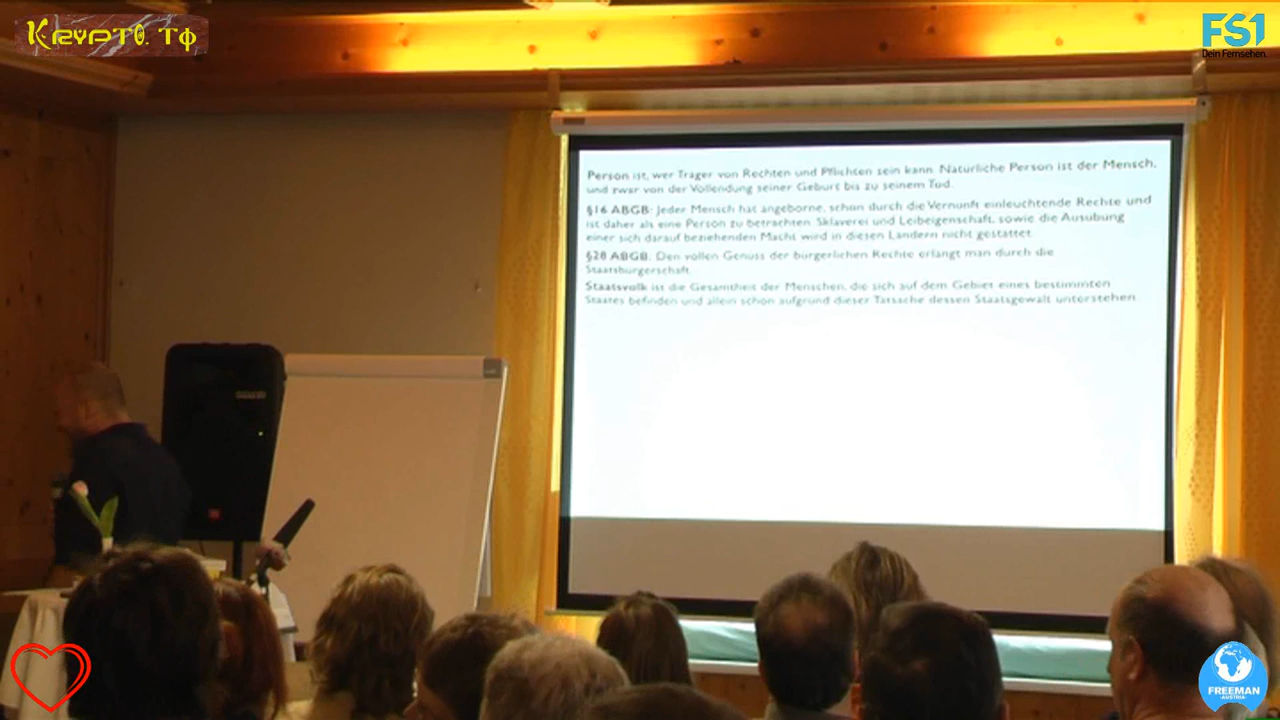 KRYPTO.TV
FS1
Dein Fernsehen.
Person ist, wer Träger von Rechten und Pflichten sein kann. Natürliche Person ist der Mensch,
und zwar von der Vollendung seiner Geburt bis zu seinem Tod.
§16 ABGB: Jeder Mensch hat angeborne, schon durch die Vernunft einleuchtende Rechte und
ist daher als eine Person zu betrachten. Sklaverei und Leibeigenschaft, sowie die Ausübung
einer sich darauf beziehenden Macht wird in diesen Ländern nicht gestattet.
§28 ABGB: Den vollen Genuss der bürgerlichen Rechte erlangt man durch die
Staatsbürgerschaft.
Staatsvolk ist die Gesamtheit der Menschen, die sich auf dem Gebiet eines bestimmten
Staates befinden und allein schon aufgrund dieser Tatsache dessen Staatsgewalt unterstehen.
FREEMAN
AUSTRIA